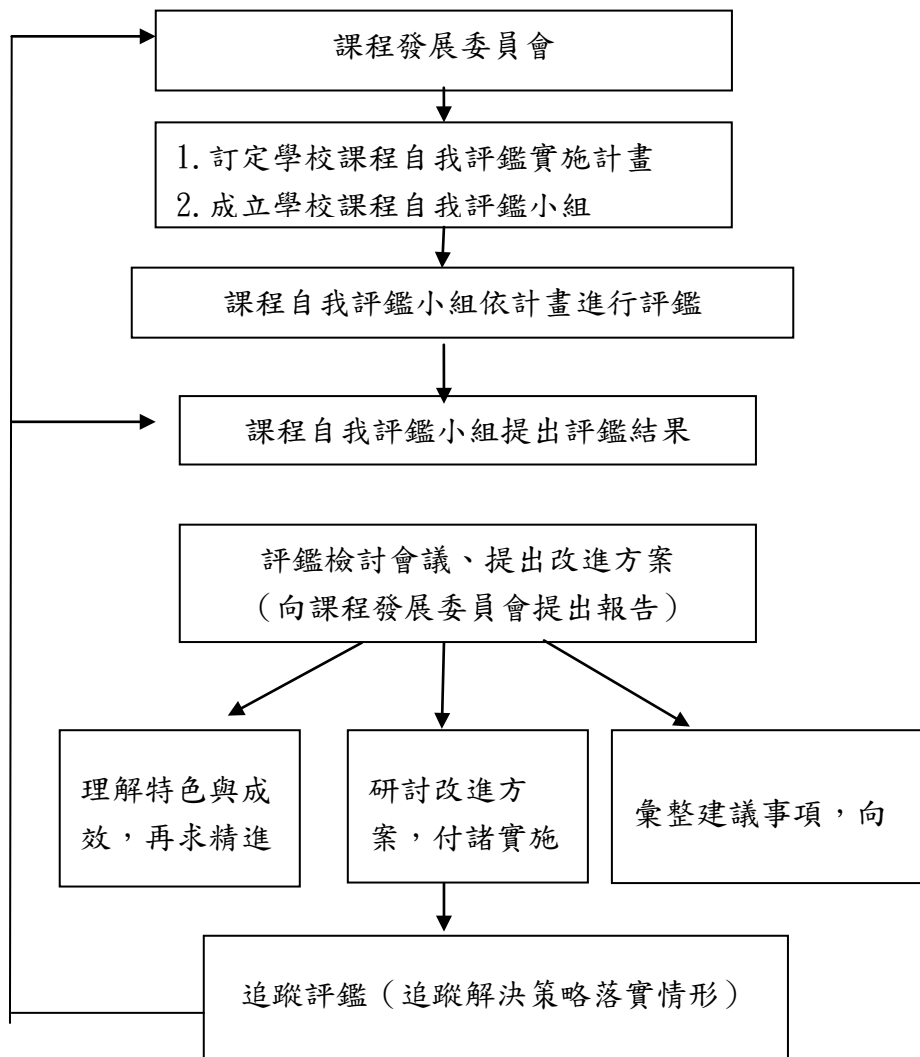 課程發展委員會
1.訂定學校課程自我評鑑實施計畫
2.成立學校課程自我評鑑小組
課程自我評鑑小組依計畫進行評鑑
課程自我評鑑小組提出評鑑結果
評鑑檢討會議、提出改進方案
（向課程發展委員會提出報告）
理解特色與成
效，再求精進
研討改進方
案，付諸實施
彙整建議事項，向
追蹤評鑑（追蹤解決策略落實情形）